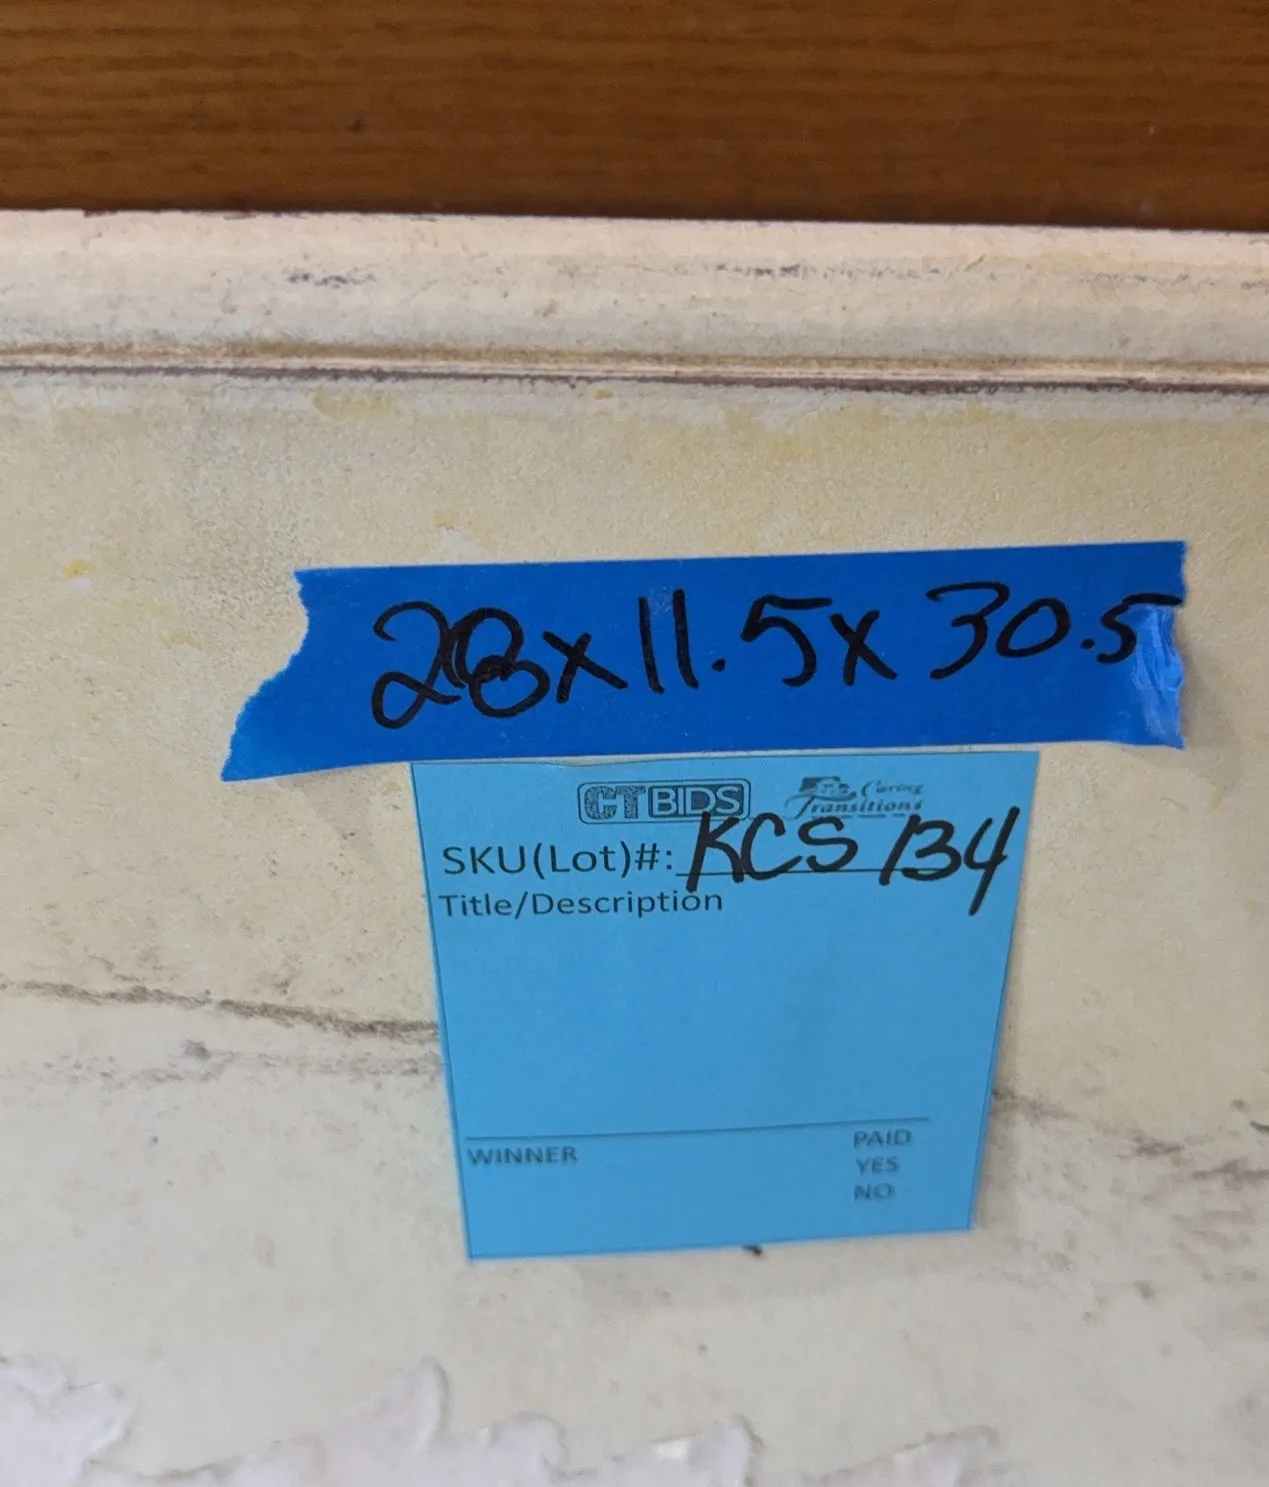 28x11.5x30.5
CTBIDS Caring Transitions
SKU(Lot)#: KCS 134
Title/Description
WINNER PAID
YES
NO